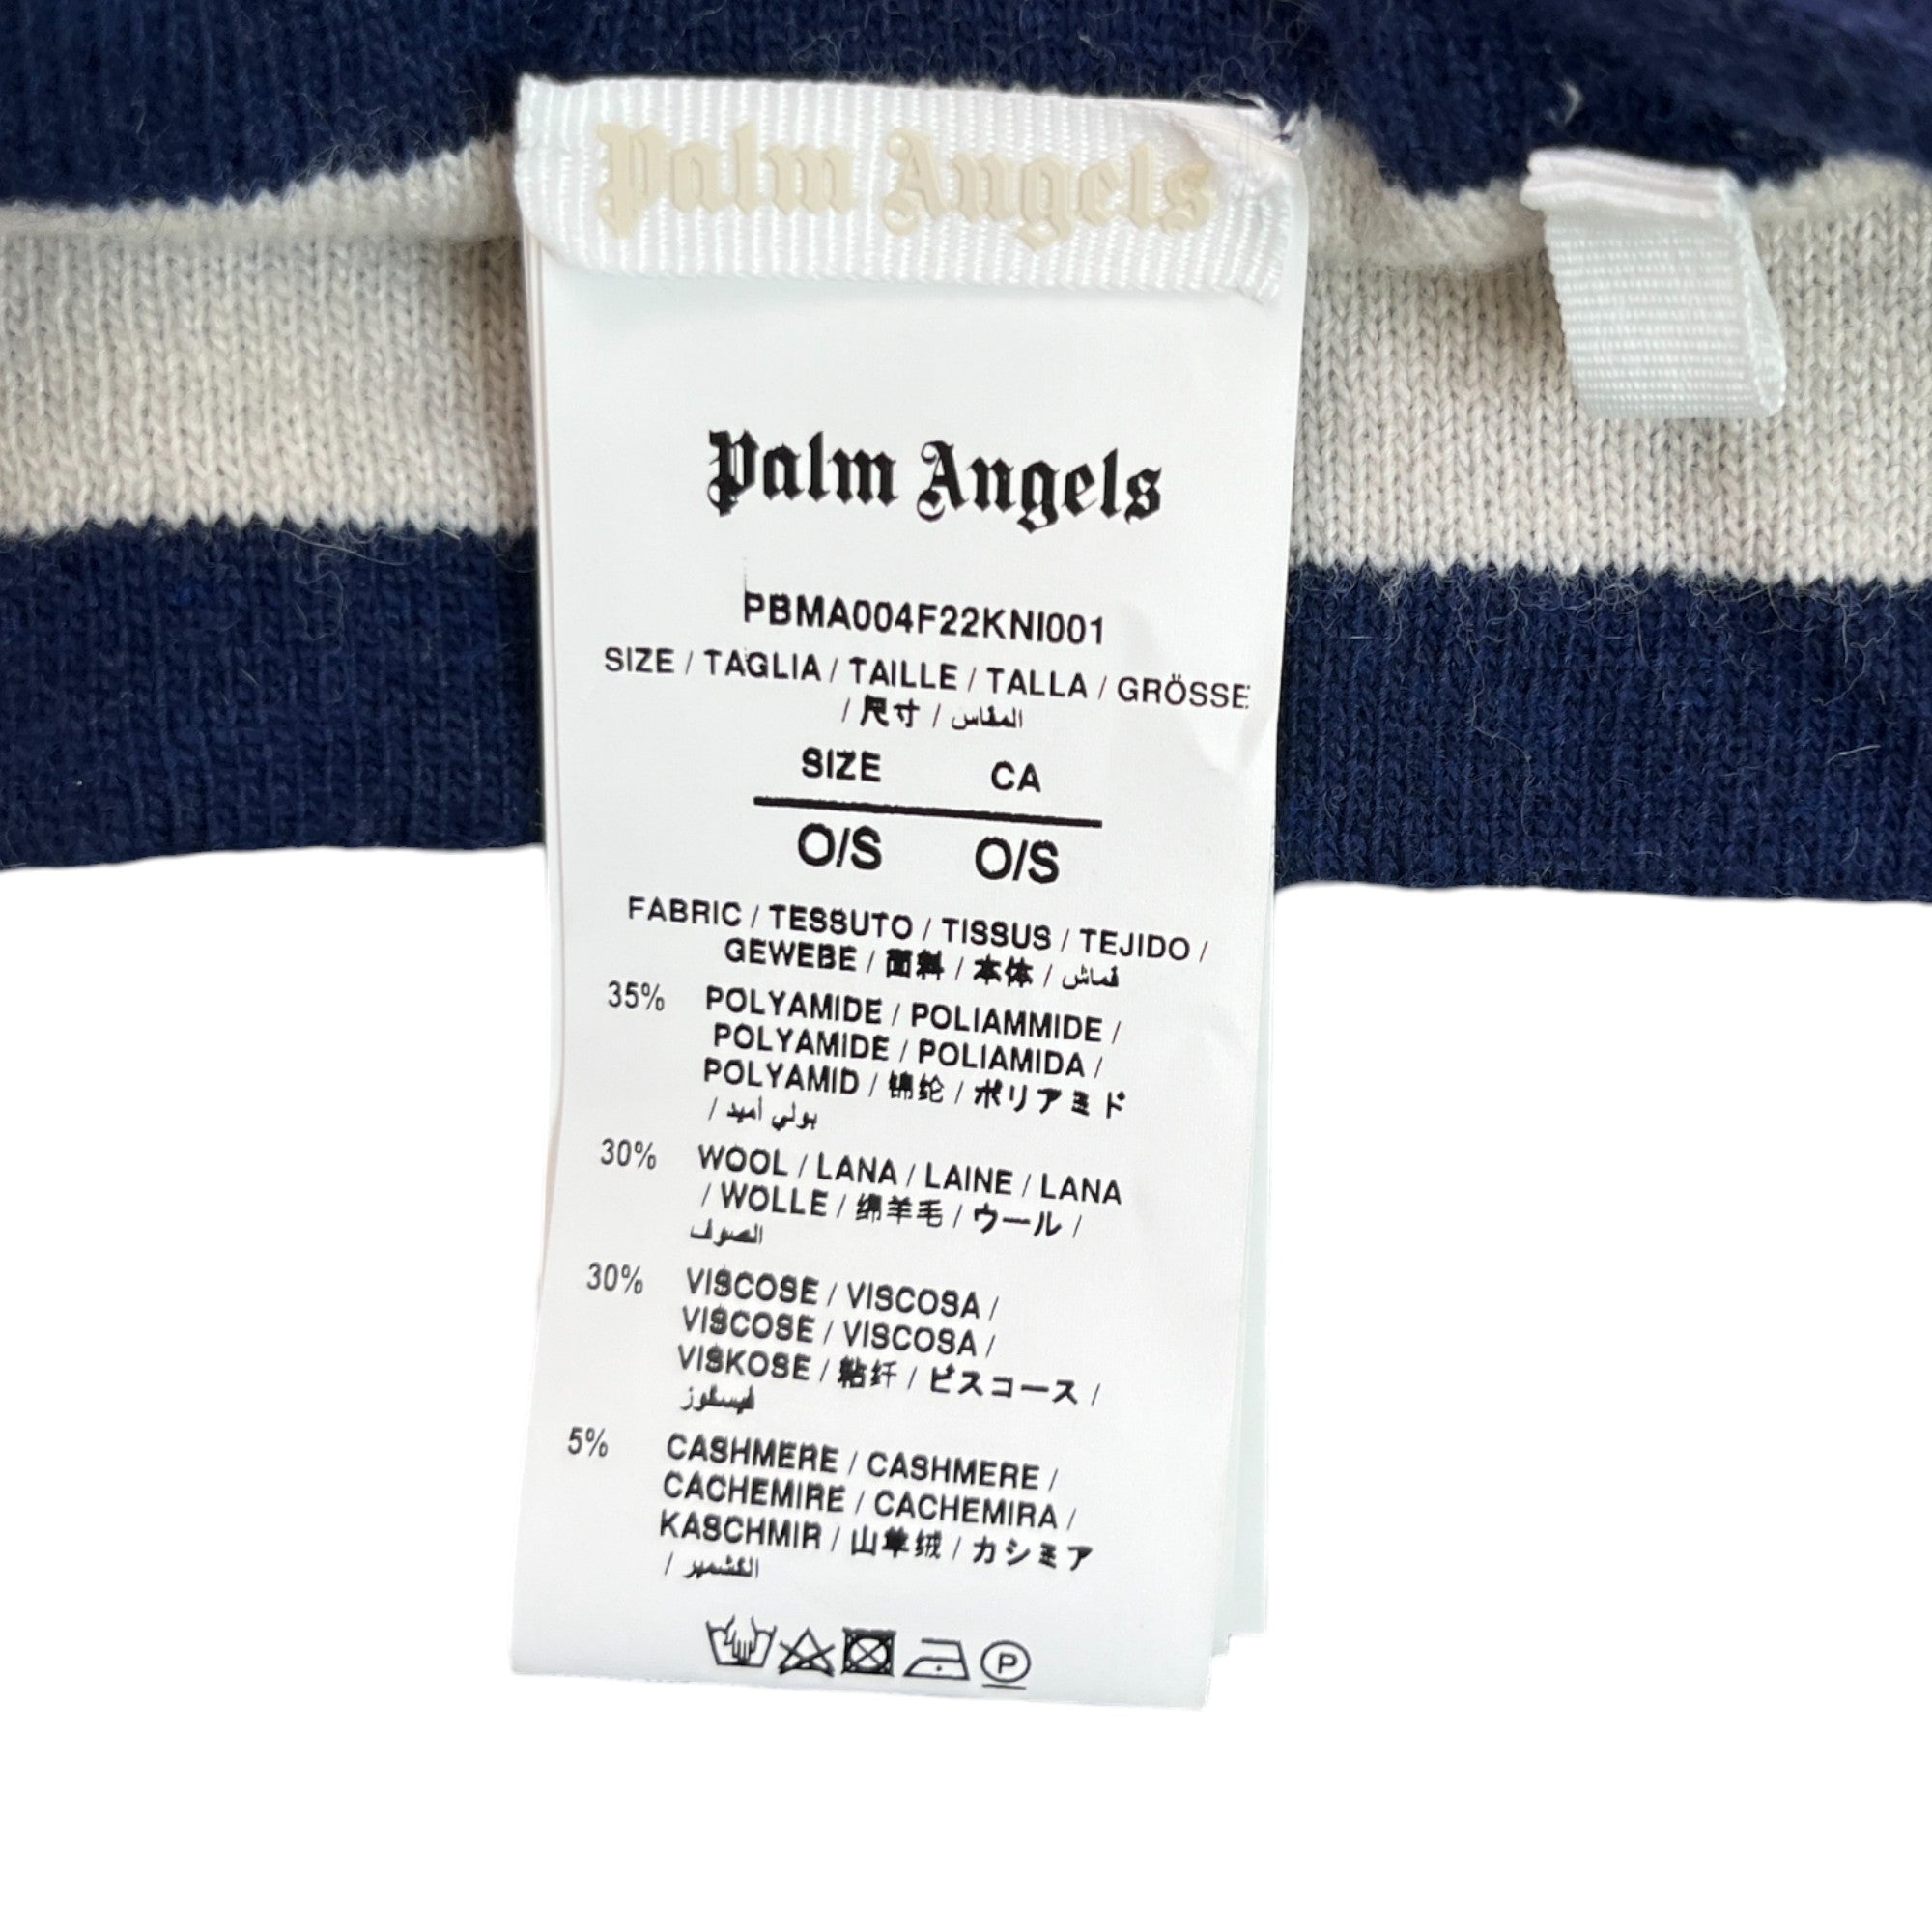 Palm Angels
Palm Angels
PBMA004F22KNI001
SIZE / TAGLIA / TAILLE / TALLA / GRÖSSE
/ 尺寸 / المقاس
SIZE CA
O/S O/S
FABRIC / TESSUTO / TISSUS / TEJIDO /
GEWEBE / 面料 / 本体 / قماش
35% POLYAMIDE / POLIAMMIDE /
POLYAMIDE / POLIAMIDA /
POLYAMID / 锦纶 / ポリアミド
/ بولي أميد
30% WOOL / LANA / LAINE / LANA
/ WOLLE / 绵羊毛 / ウール /
الصوف
30% VISCOSE / VISCOSA /
VISCOSE / VISCOSA /
VISKOSE / 粘纤 / ビスコース /
فيسكوز
5% CASHMERE / CASHMERE /
CACHEMIRE / CACHEMIRA /
KASCHMIR / 山羊绒 / カシミア
/ الكشمير
P